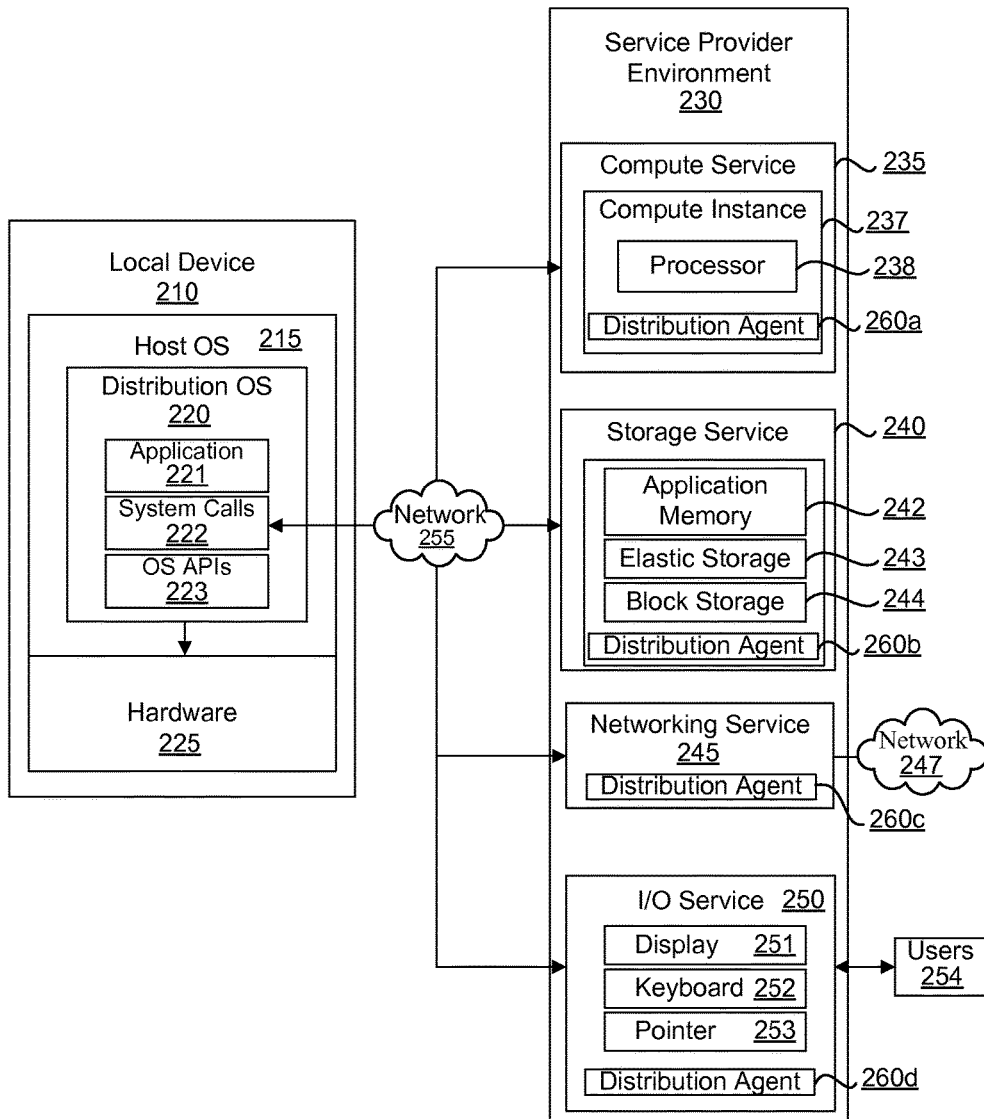 Service Provider
Environment
230
Compute Service
235
Compute Instance
237
Processor
238
Distribution Agent
260a
Local Device
210
Host OS 215
Distribution OS
220
Application
221
System Calls
222
OS APIs
223
Hardware
225
Network
255
Storage Service
240
Application
Memory
242
Elastic Storage
243
Block Storage
244
Distribution Agent
260b
Networking Service
245
Distribution Agent
260c
Network
247
I/O Service 250
Display 251
Keyboard 252
Pointer 253
Distribution Agent
260d
Users
254